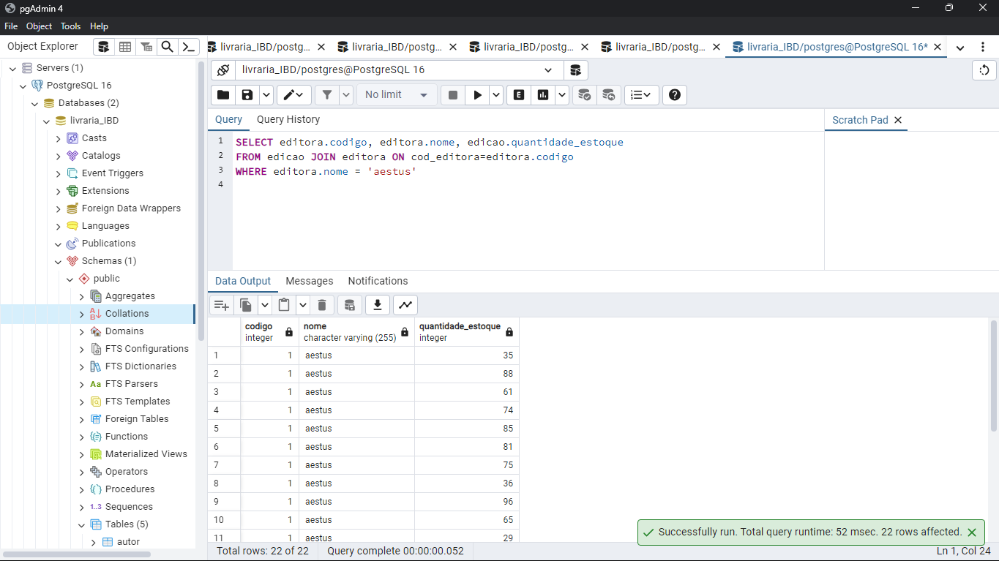 pgAdmin 4
File Object Tools Help
Object Explorer
livraria_IBD/postg...
livraria_IBD/postg...
livraria_IBD/postg...
livraria_IBD/postg...
livraria_IBD/postgres@PostgreSQL 16*
Servers (1)
PostgreSQL 16
Databases (2)
livraria_IBD
Casts
Catalogs
Event Triggers
Extensions
Foreign Data Wrappers
Languages
Publications
Schemas (1)
public
Aggregates
Collations
Domains
FTS Configurations
FTS Dictionaries
FTS Parsers
FTS Templates
Foreign Tables
Functions
Materialized Views
Operators
Procedures
1..3 Sequences
Tables (5)
autor
livraria_IBD/postgres@PostgreSQL 16
No limit
E
Query Query History
Scratch Pad
1 SELECT editora.codigo, editora.nome, edicao.quantidade_estoque
2 FROM edicao JOIN editora ON cod_editora=editora.codigo
3 WHERE editora.nome = 'aestus'
4
Data Output Messages Notifications
codigo nome quantidade_estoque
integer character varying (255) integer
1 1 aestus 35
2 1 aestus 88
3 1 aestus 61
4 1 aestus 74
5 1 aestus 85
6 1 aestus 81
7 1 aestus 75
8 1 aestus 36
9 1 aestus 96
10 1 aestus 65
11 1 aestus 29
Successfully run. Total query runtime: 52 msec. 22 rows affected.
Total rows: 22 of 22 Query complete 00:00:00.052 Ln 1, Col 24